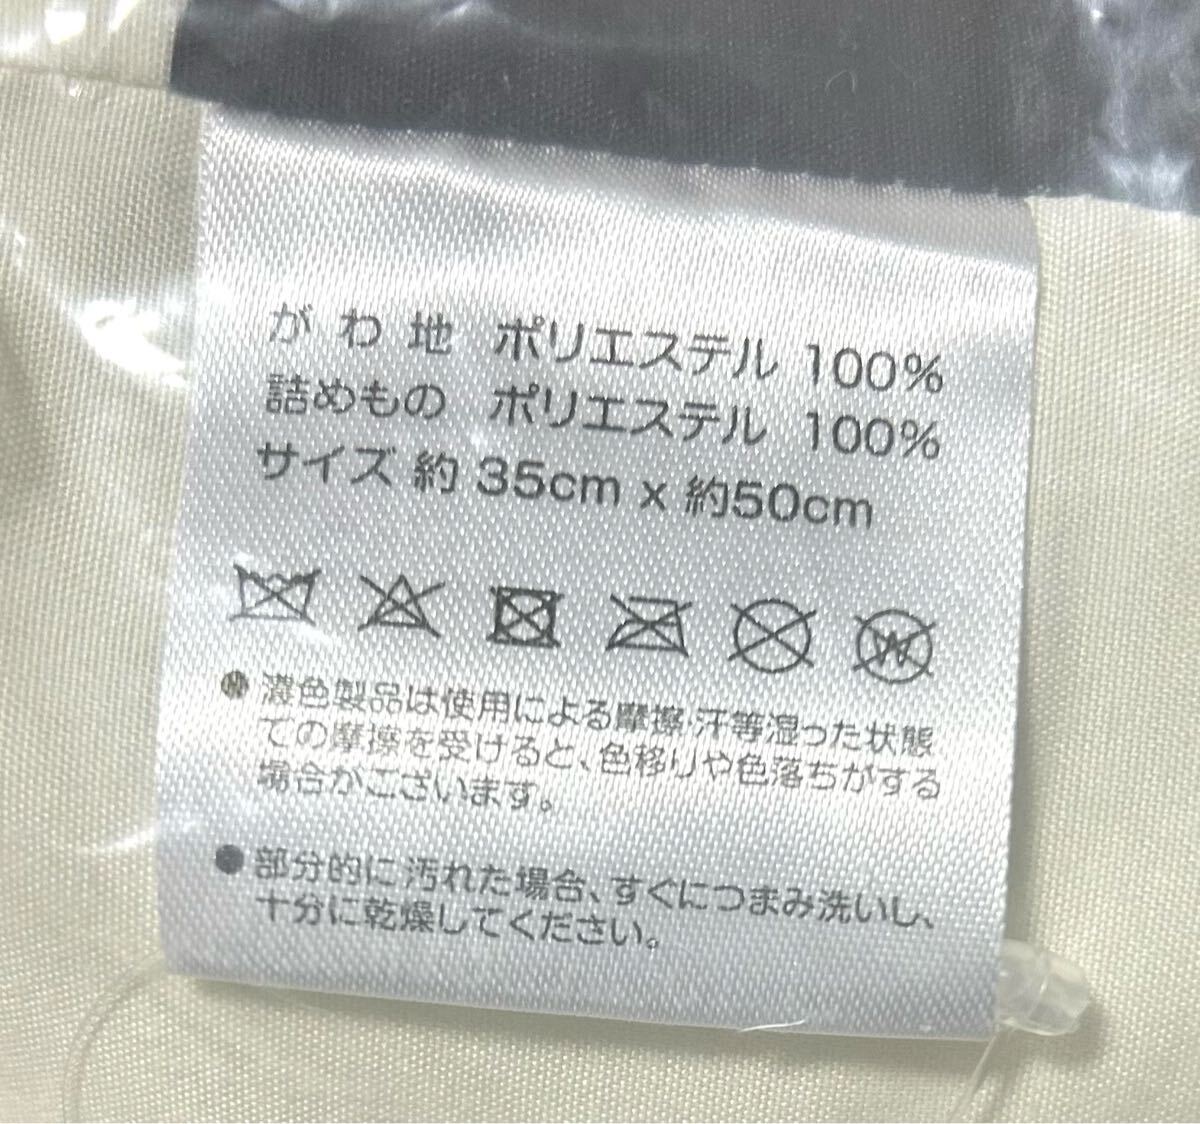 がわ地 ポリエステル 100%
詰めもの ポリエステル 100%
サイズ 約 35cm x 約50cm
W
● 濃色製品は使用による摩擦・汗等湿った状態
での摩擦を受けると、色移りや色落ちがする
場合がございます。
● 部分的に汚れた場合、すぐにつまみ洗いし、
十分に乾燥してください。